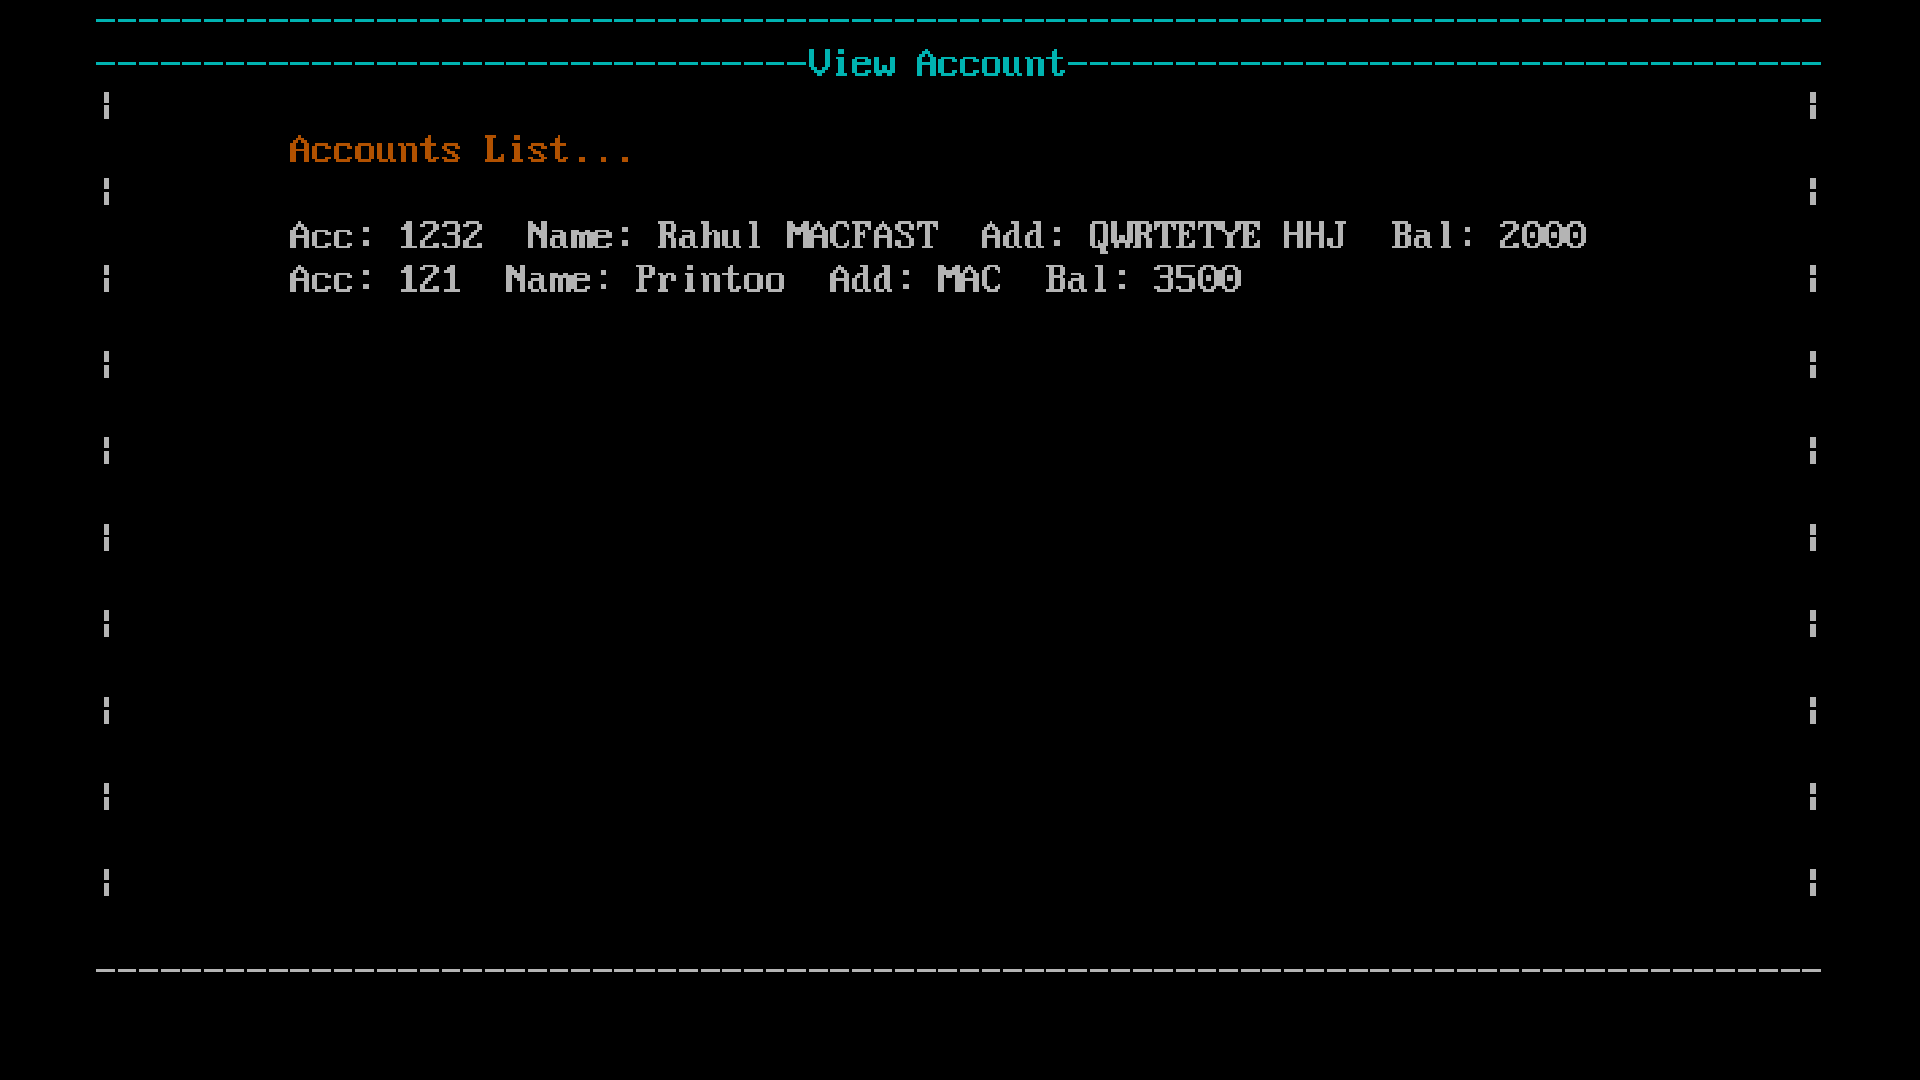 View Account
Accounts List...
Acc: 1232  Name: Rahul MACFAST  Add: QWRTETYE HHJ  Bal: 2000
Acc: 121  Name: Printoo  Add: MAC  Bal: 3500